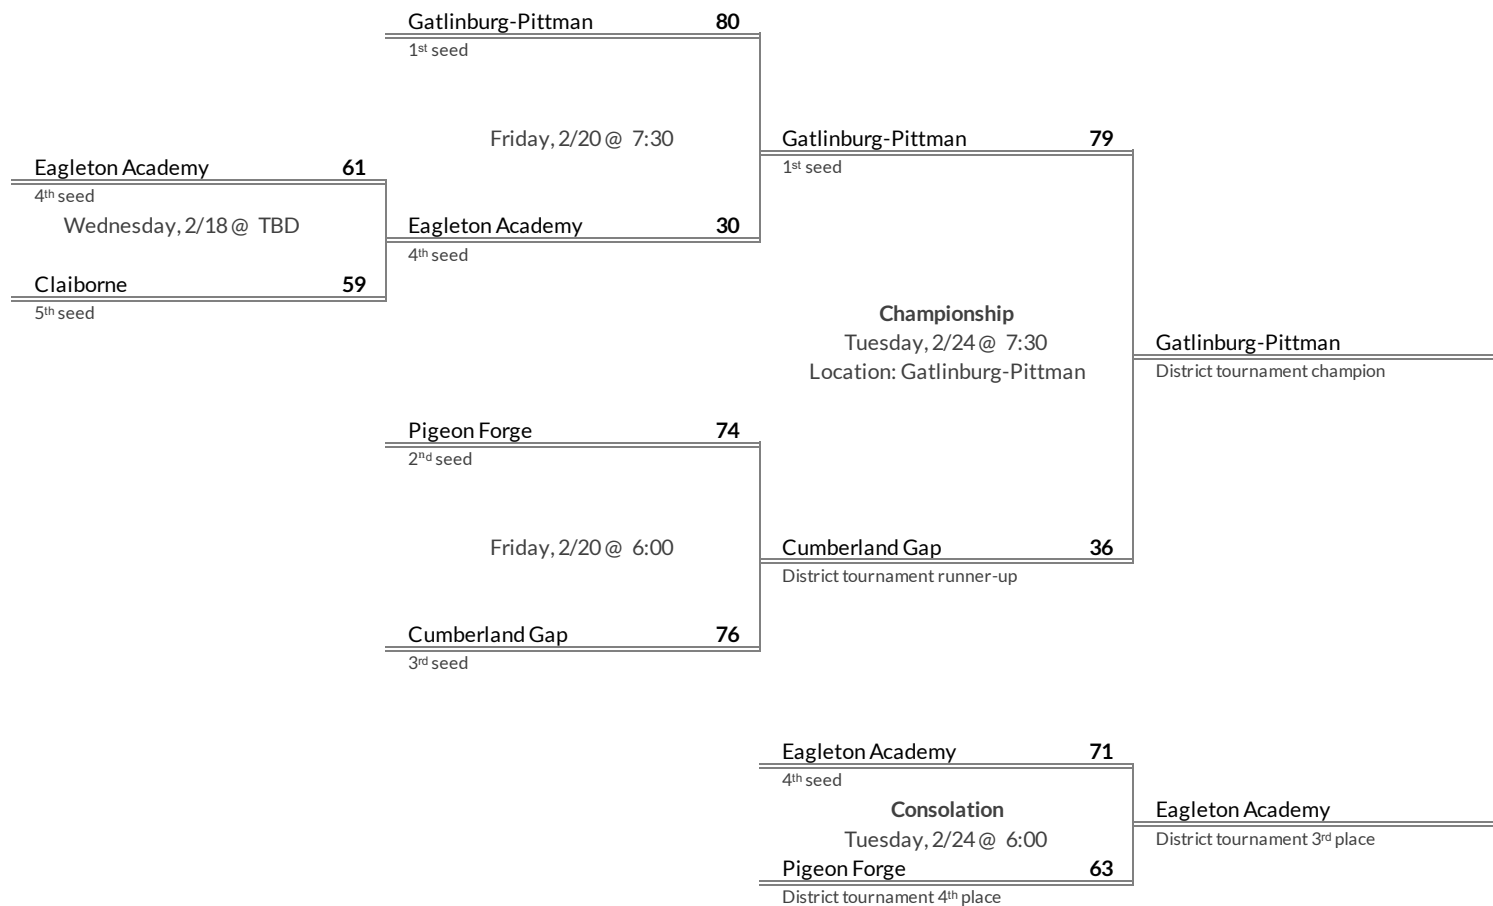 Gatlinburg-Pittman 80
1st seed
Friday, 2/20 @ 7:30
Gatlinburg-Pittman 79
1st seed
Eagleton Academy 61
4th seed
Wednesday, 2/18 @ TBD
Eagleton Academy 30
4th seed
Claiborne 59
5th seed
Championship
Tuesday, 2/24 @ 7:30
Location: Gatlinburg-Pittman
Gatlinburg-Pittman
District tournament champion
Pigeon Forge 74
2nd seed
Friday, 2/20 @ 6:00
Cumberland Gap 36
District tournament runner-up
Cumberland Gap 76
3rd seed
Eagleton Academy 71
4th seed
Consolation
Tuesday, 2/24 @ 6:00
Eagleton Academy
District tournament 3rd place
Pigeon Forge 63
District tournament 4th place